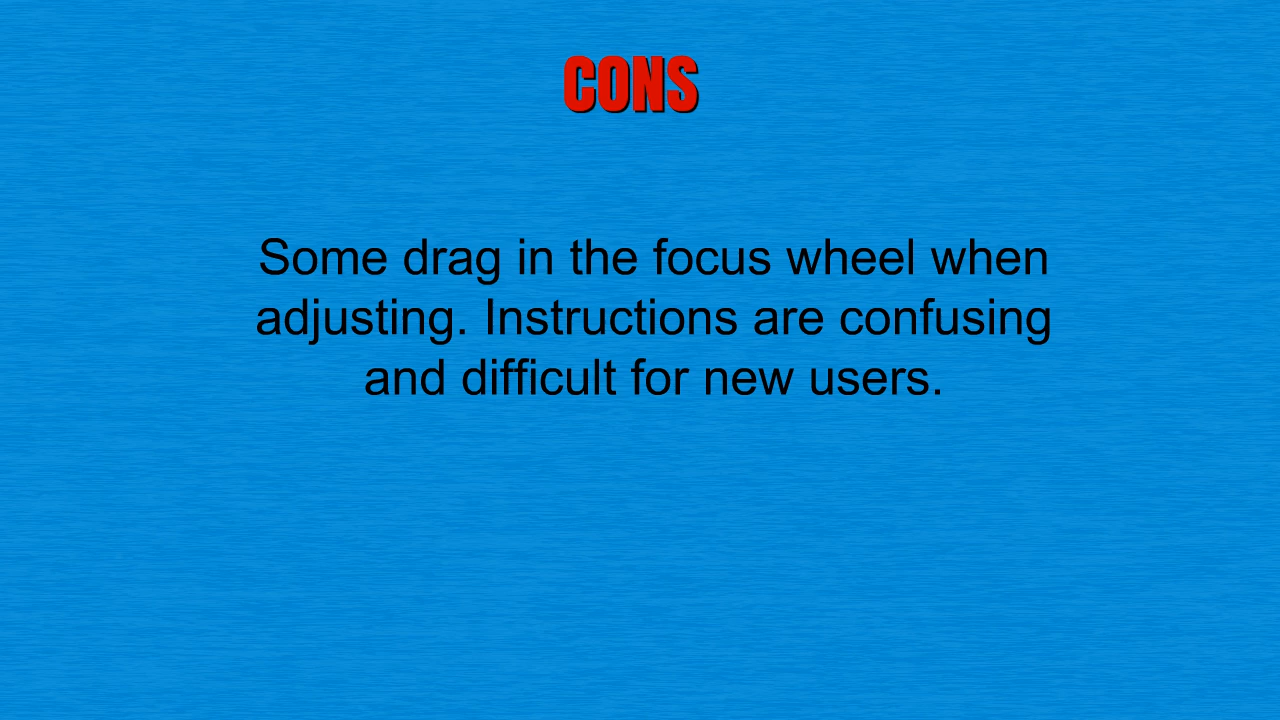 CONS
Some drag in the focus wheel when
adjusting. Instructions are confusing
and difficult for new users.